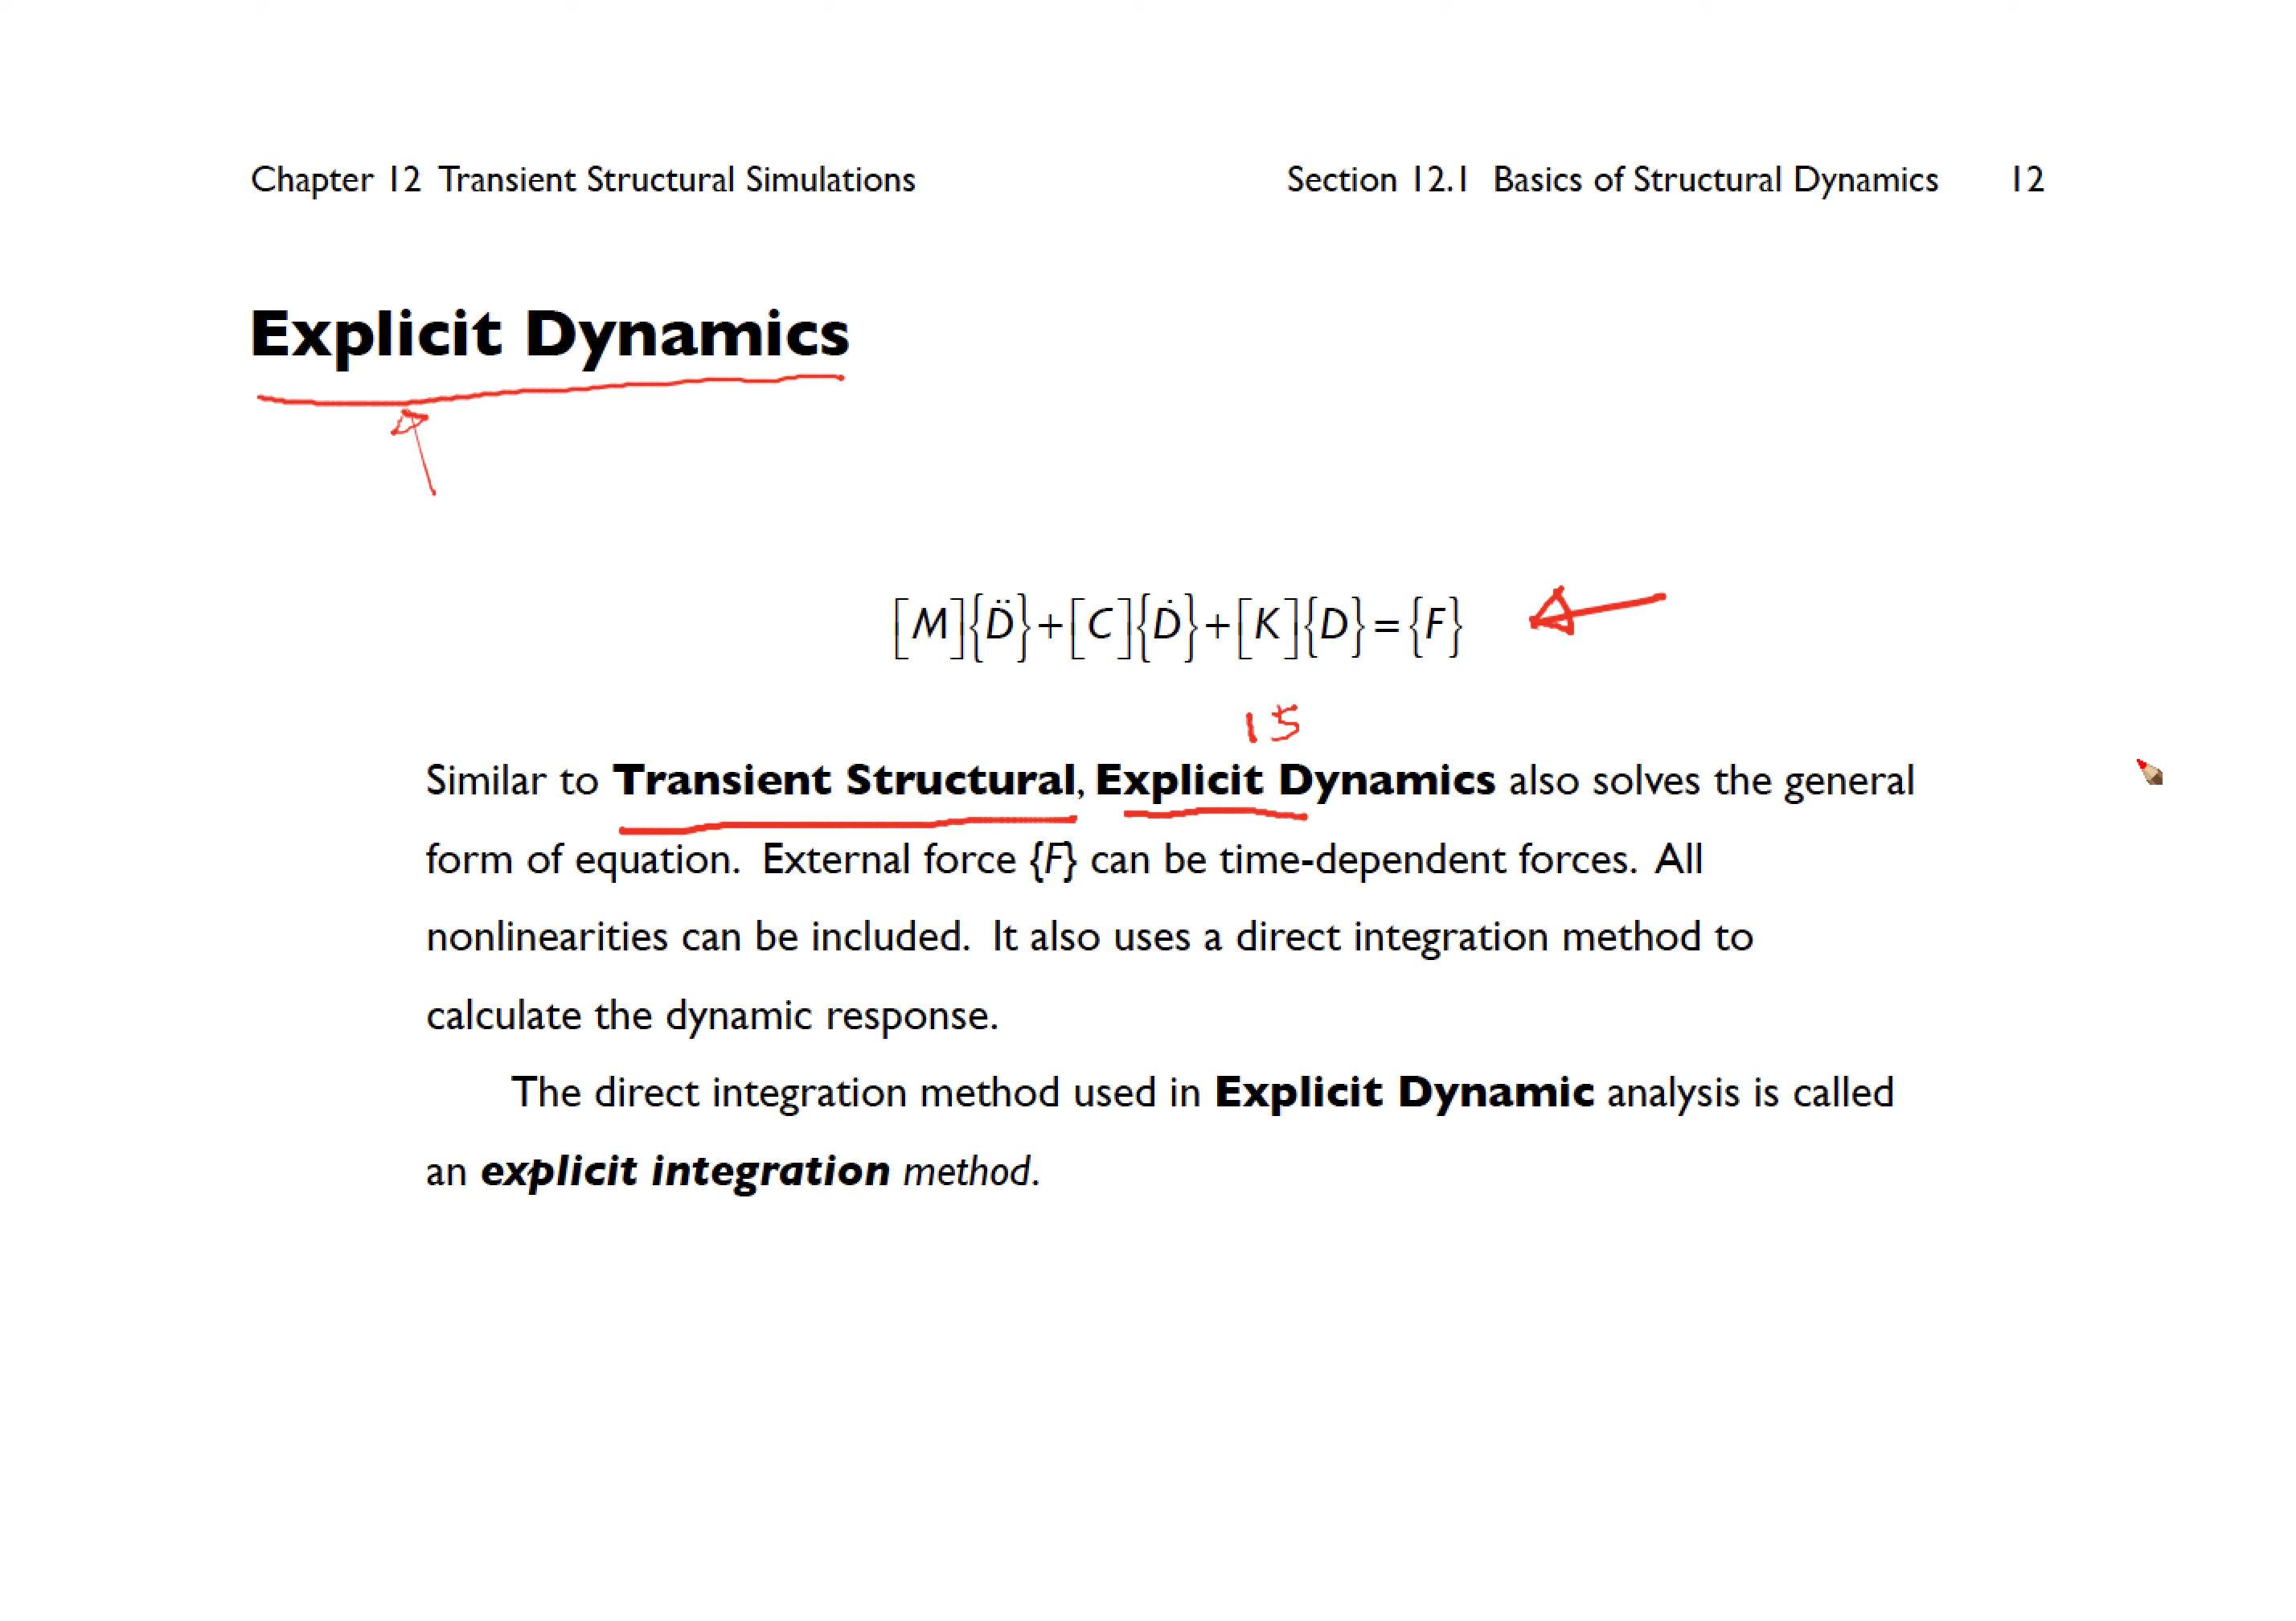 Chapter 12 Transient Structural Simulations Section 12.1 Basics of Structural Dynamics 12
Explicit Dynamics
[M]{D̈}+[C]{Ḋ}+[K]{D}={F}
15
Similar to Transient Structural, Explicit Dynamics also solves the general
form of equation. External force {F} can be time-dependent forces. All
nonlinearities can be included. It also uses a direct integration method to
calculate the dynamic response.
The direct integration method used in Explicit Dynamic analysis is called
an explicit integration method.